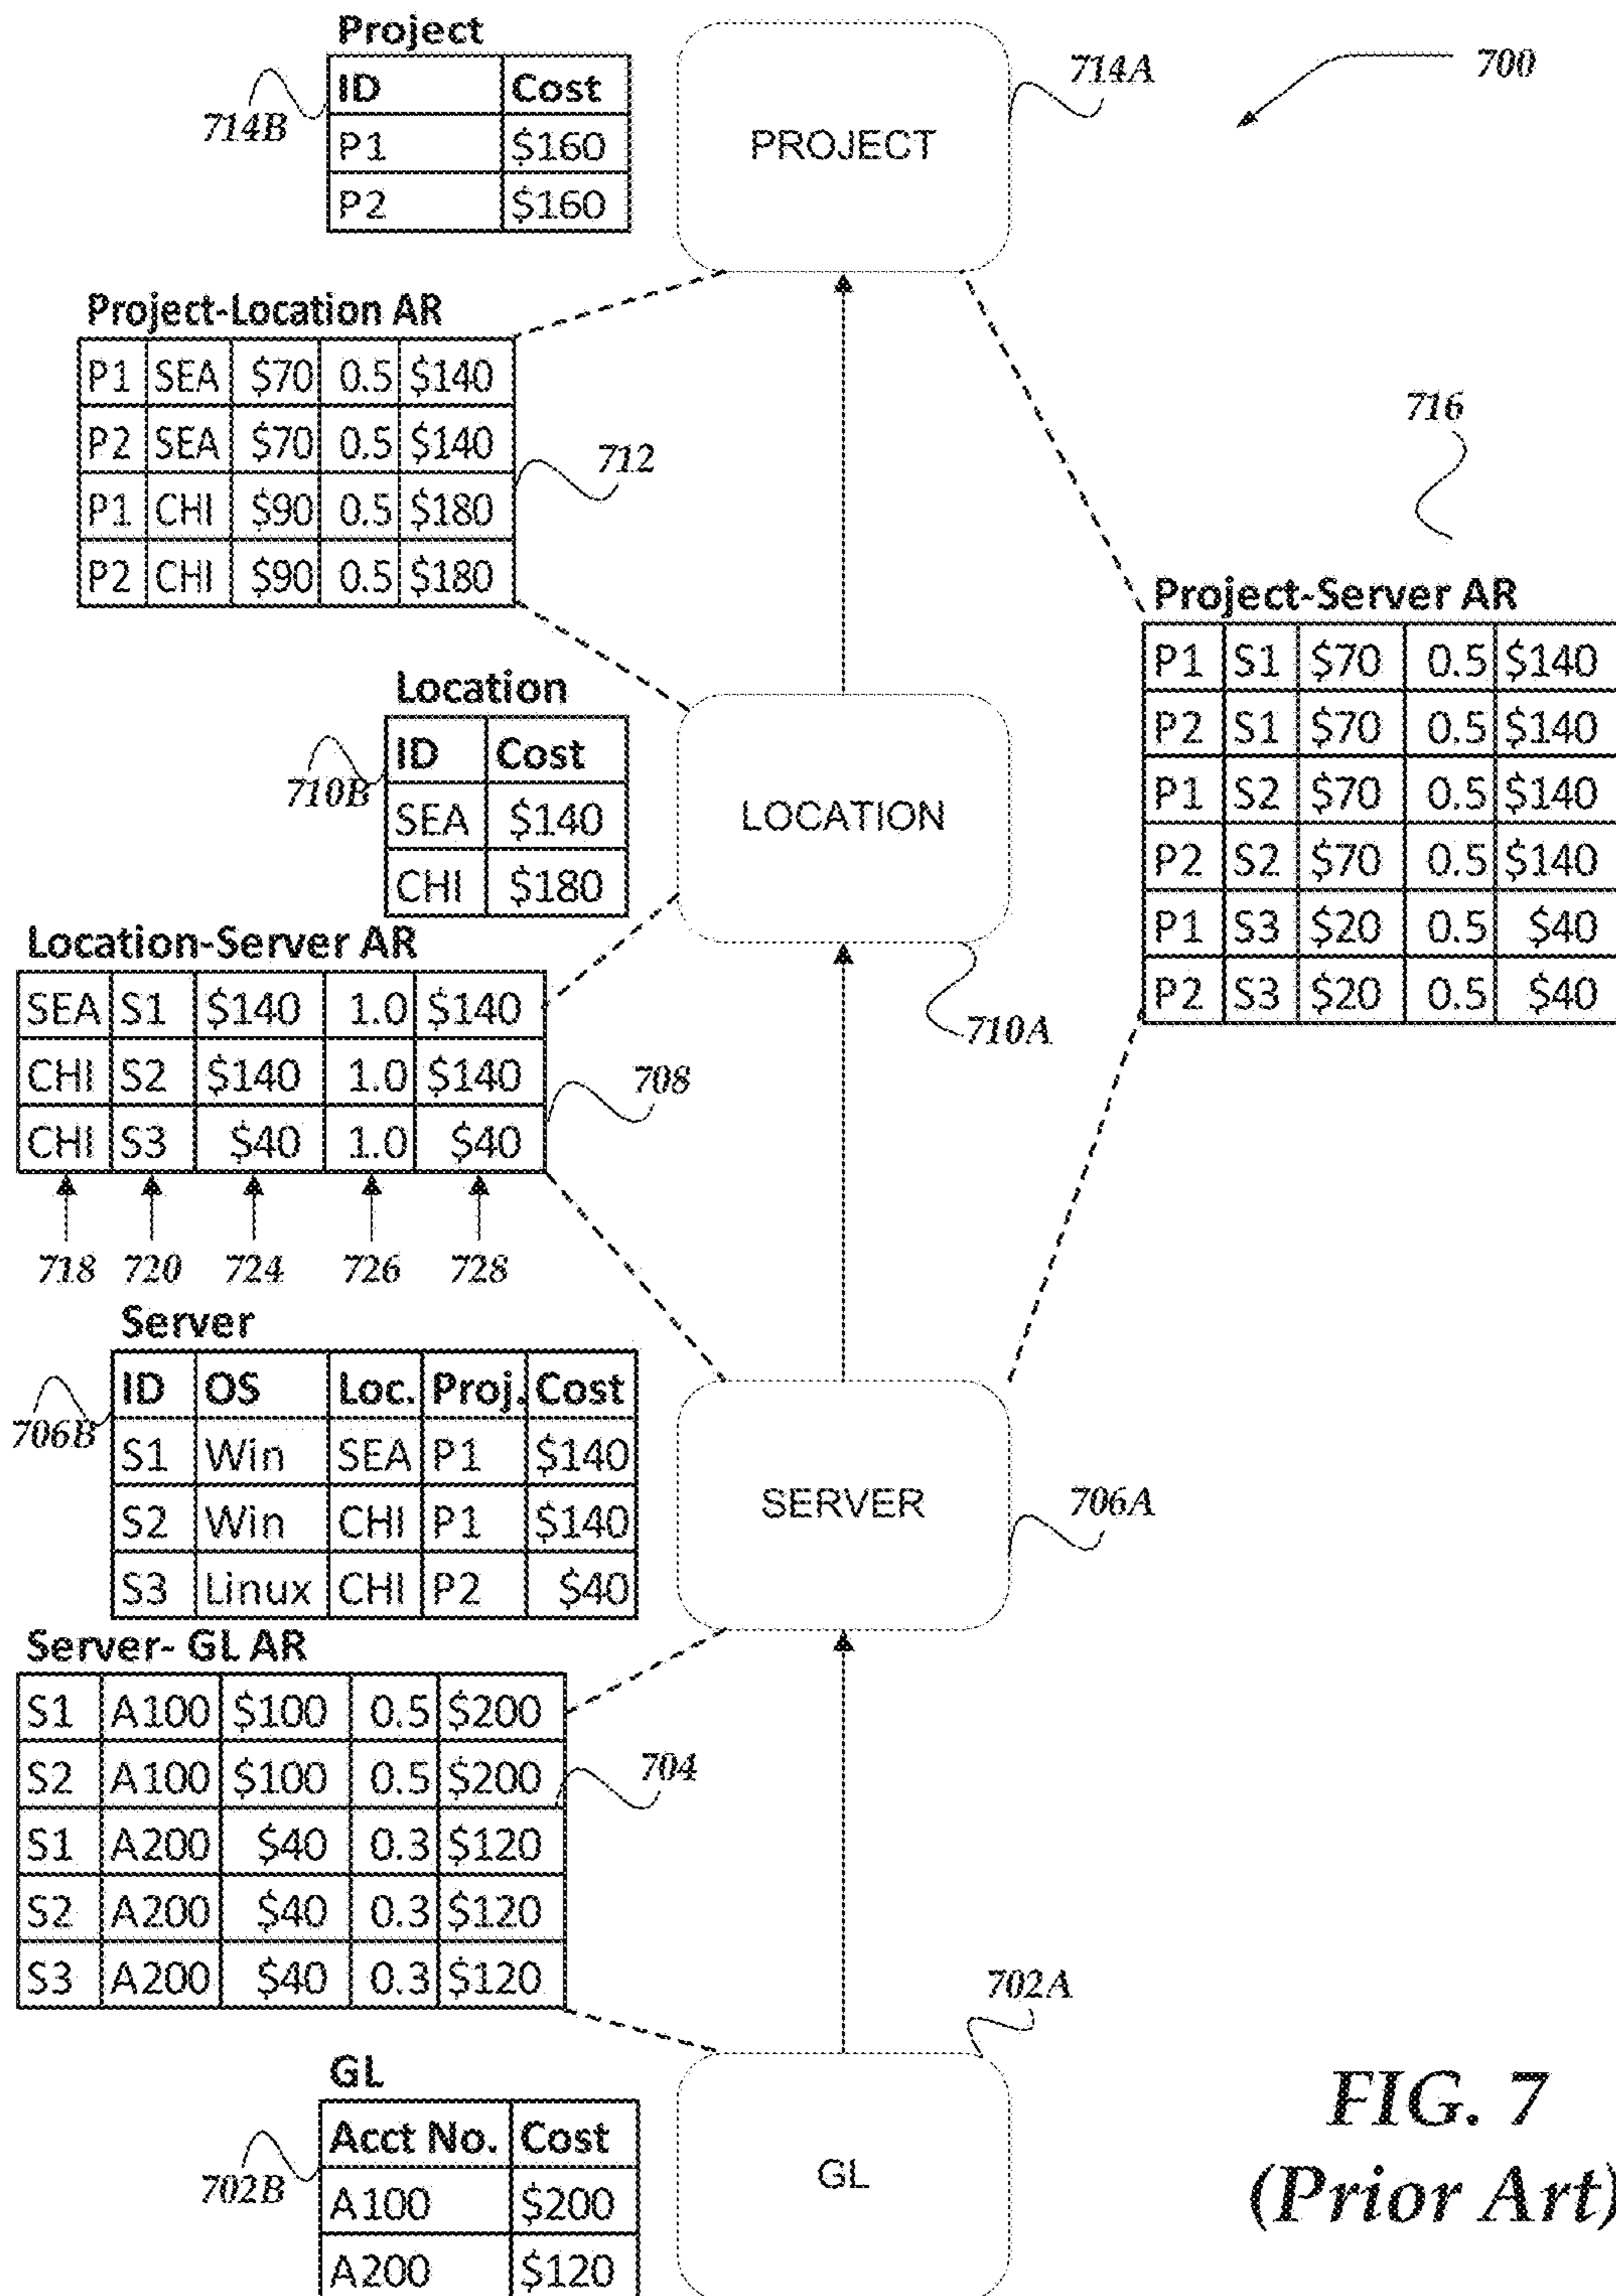 Project
ID Cost
P1 $160
P2 $160
714B
PROJECT
714A
700
Project-Location AR
P1 SEA $70 0.5 $140
P2 SEA $70 0.5 $140
P1 CHI $90 0.5 $180
P2 CHI $90 0.5 $180
712
716
Project-Server AR
P1 S1 $70 0.5 $140
P2 S1 $70 0.5 $140
P1 S2 $70 0.5 $140
P2 S2 $70 0.5 $140
P1 S3 $20 0.5 $40
P2 S3 $20 0.5 $40
Location
ID Cost
SEA $140
CHI $180
710B
LOCATION
710A
Location-Server AR
SEA S1 $140 1.0 $140
CHI S2 $140 1.0 $140
CHI S3 $40 1.0 $40
708
718 720 724 726 728
Server
ID OS Loc. Proj. Cost
S1 Win SEA P1 $140
S2 Win CHI P1 $140
S3 Linux CHI P2 $40
706B
SERVER
706A
Server- GL AR
S1 A100 $100 0.5 $200
S2 A100 $100 0.5 $200
S1 A200 $40 0.3 $120
S2 A200 $40 0.3 $120
S3 A200 $40 0.3 $120
704
702A
GL
Acct No. Cost
A100 $200
A200 $120
702B
GL
FIG. 7
(Prior Art)